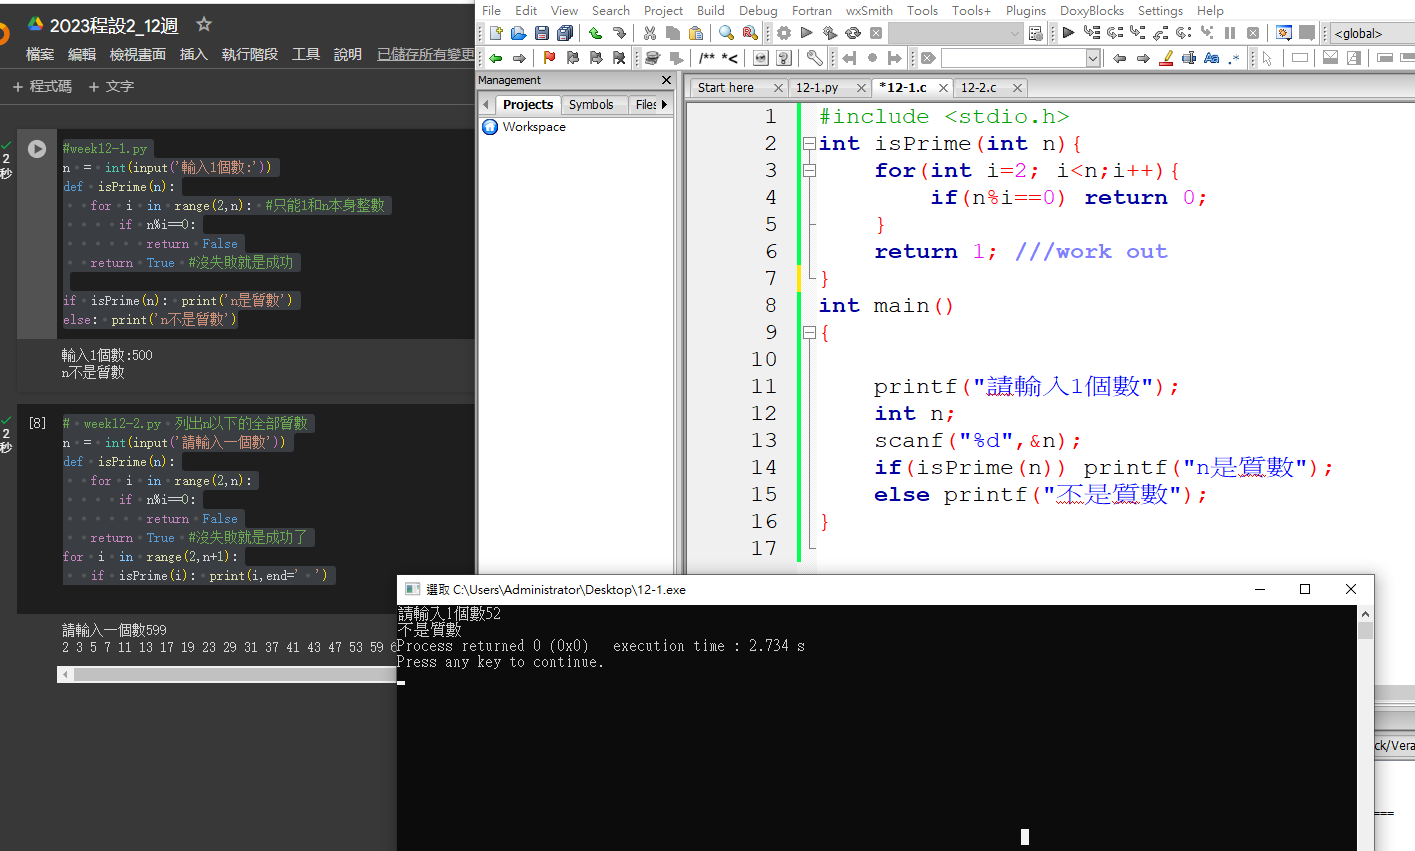 2023程設2_12週
檔案 編輯 檢視畫面 插入 執行階段 工具 說明 已儲存所有變更
+ 程式碼 + 文字
2
秒
#week12-1.py
n = int(input('輸入1個數:'))
def isPrime(n):
for i in range(2,n): #只能1和n本身整數
if n%i==0:
return False
return True #沒失敗就是成功
if isPrime(n): print('n是質數')
else: print('n不是質數')
輸入1個數:500
n不是質數
2
秒
[8]
# week12-2.py 列出n以下的全部質數
n = int(input('請輸入一個數'))
def isPrime(n):
for i in range(2,n):
if n%i==0:
return False
return True #沒失敗就是成功了
for i in range(2,n+1):
if isPrime(i): print(i,end=' ')
請輸入一個數599
2 3 5 7 11 13 17 19 23 29 31 37 41 43 47 53 59
File Edit View Search Project Build Debug Fortran wxSmith Tools Tools+ Plugins DoxyBlocks Settings Help
<global>
/** *<
Aa .*
Management
Projects Symbols Files
Workspace
Start here 12-1.py *12-1.c 12-2.c
1 #include <stdio.h>
2 int isPrime(int n){
3 for(int i=2; i<n;i++){
4 if(n%i==0) return 0;
5 }
6 return 1; ///work out
7 }
8 int main()
9 {
10
11 printf("請輸入1個數");
12 int n;
13 scanf("%d",&n);
14 if(isPrime(n)) printf("n是質數");
15 else printf("不是質數");
16 }
17
選取 C:\Users\Administrator\Desktop\12-1.exe
請輸入1個數52
不是質數
Process returned 0 (0x0) execution time : 2.734 s
Press any key to continue.
ck/Vera
===